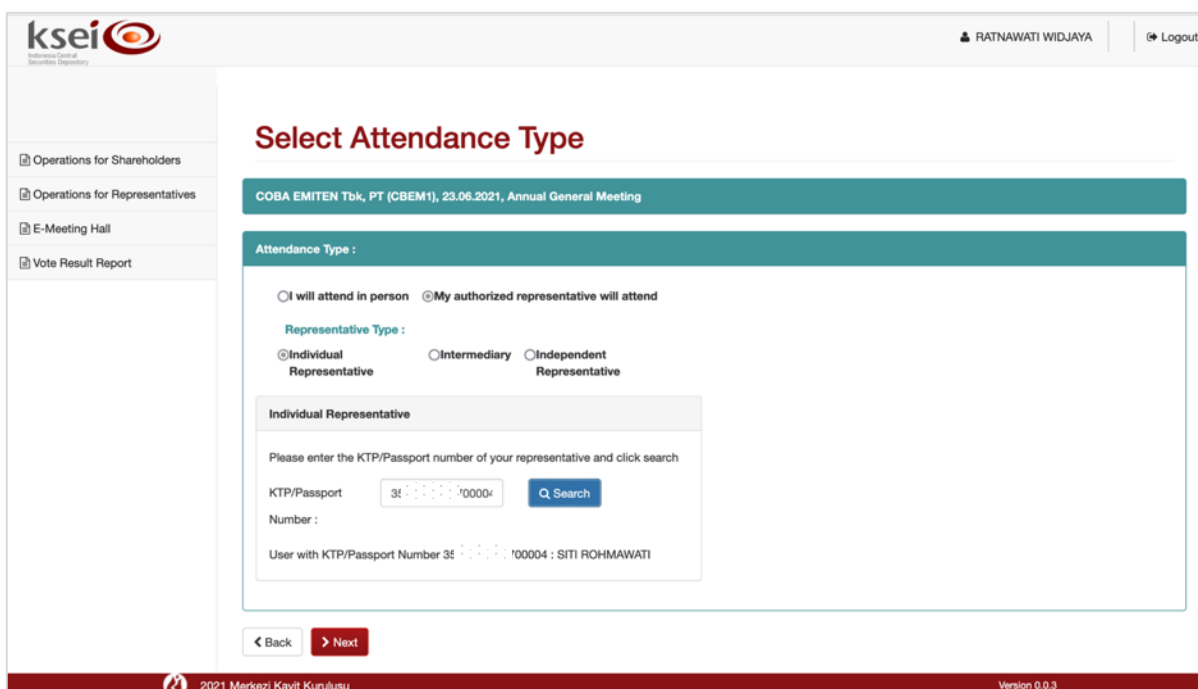 ksei
Indonesia Central
Securities Depository
RATNAWATI WIDJAYA
Logout
Operations for Shareholders
Operations for Representatives
E-Meeting Hall
Vote Result Report
Select Attendance Type
COBA EMITEN Tbk, PT (CBEM1), 23.06.2021, Annual General Meeting
Attendance Type :
I will attend in person My authorized representative will attend
Representative Type :
Individual Representative
Intermediary
Independent Representative
Individual Representative
Please enter the KTP/Passport number of your representative and click search
KTP/Passport Number :
35 70000
Search
User with KTP/Passport Number 35 700004 : SITI ROHMAWATI
Back
Next
2021 Merkezi Kayit Kurulusu
Version 0.0.3